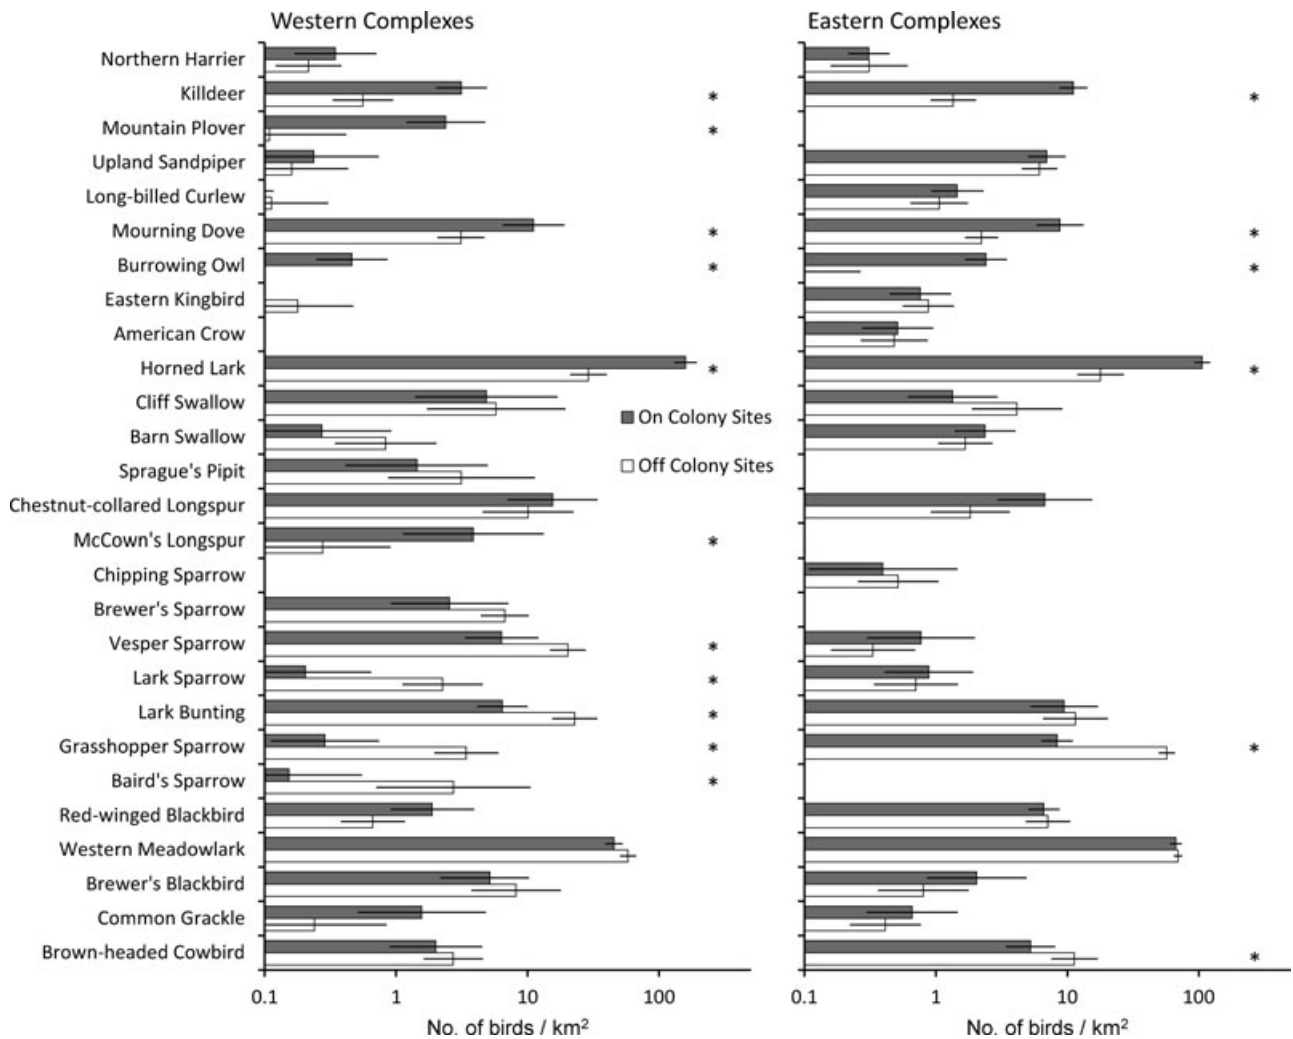 Western Complexes Eastern Complexes
Northern Harrier
Killdeer * *
Mountain Plover *
Upland Sandpiper
Long-billed Curlew
Mourning Dove * *
Burrowing Owl * *
Eastern Kingbird
American Crow
Horned Lark * *
Cliff Swallow
On Colony Sites
Barn Swallow
Off Colony Sites
Sprague's Pipit
Chestnut-collared Longspur
McCown's Longspur *
Chipping Sparrow
Brewer's Sparrow
Vesper Sparrow *
Lark Sparrow *
Lark Bunting *
Grasshopper Sparrow * *
Baird's Sparrow *
Red-winged Blackbird
Western Meadowlark
Brewer's Blackbird
Common Grackle
Brown-headed Cowbird *
0.1 1 10 100 0.1 1 10 100
No. of birds / km² No. of birds / km²